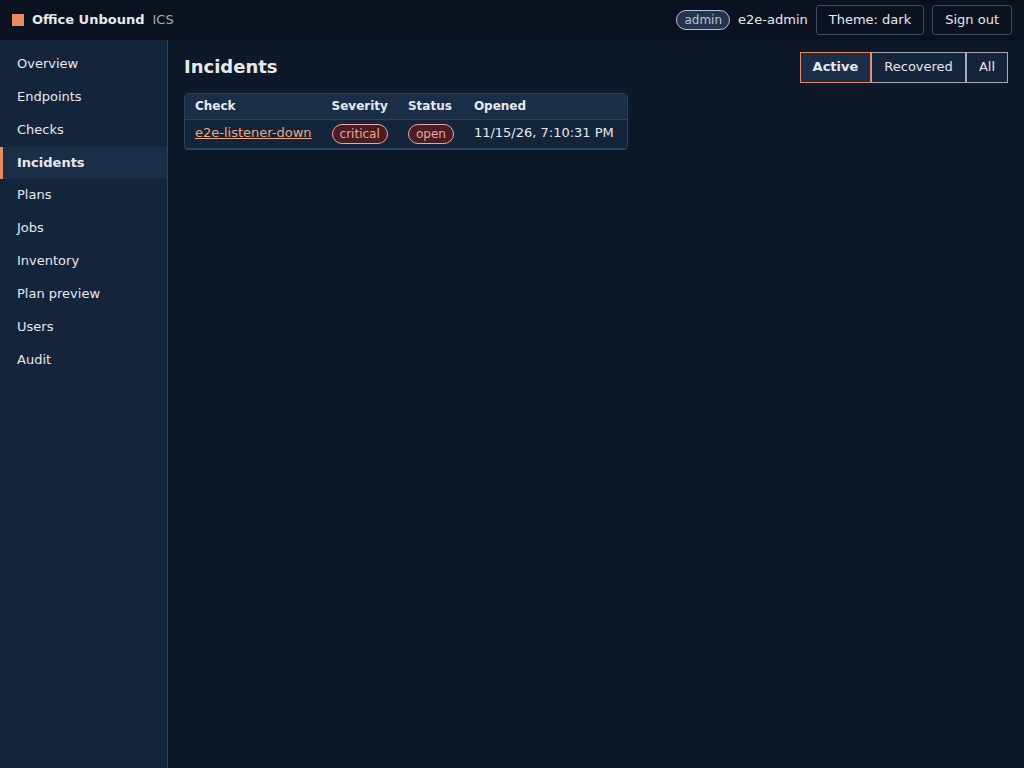 Office Unbound ICS
admin e2e-admin Theme: dark Sign out
Overview
Endpoints
Checks
Incidents
Plans
Jobs
Inventory
Plan preview
Users
Audit
Incidents
Active Recovered All
Check Severity Status Opened
e2e-listener-down critical open 11/15/26, 7:10:31 PM